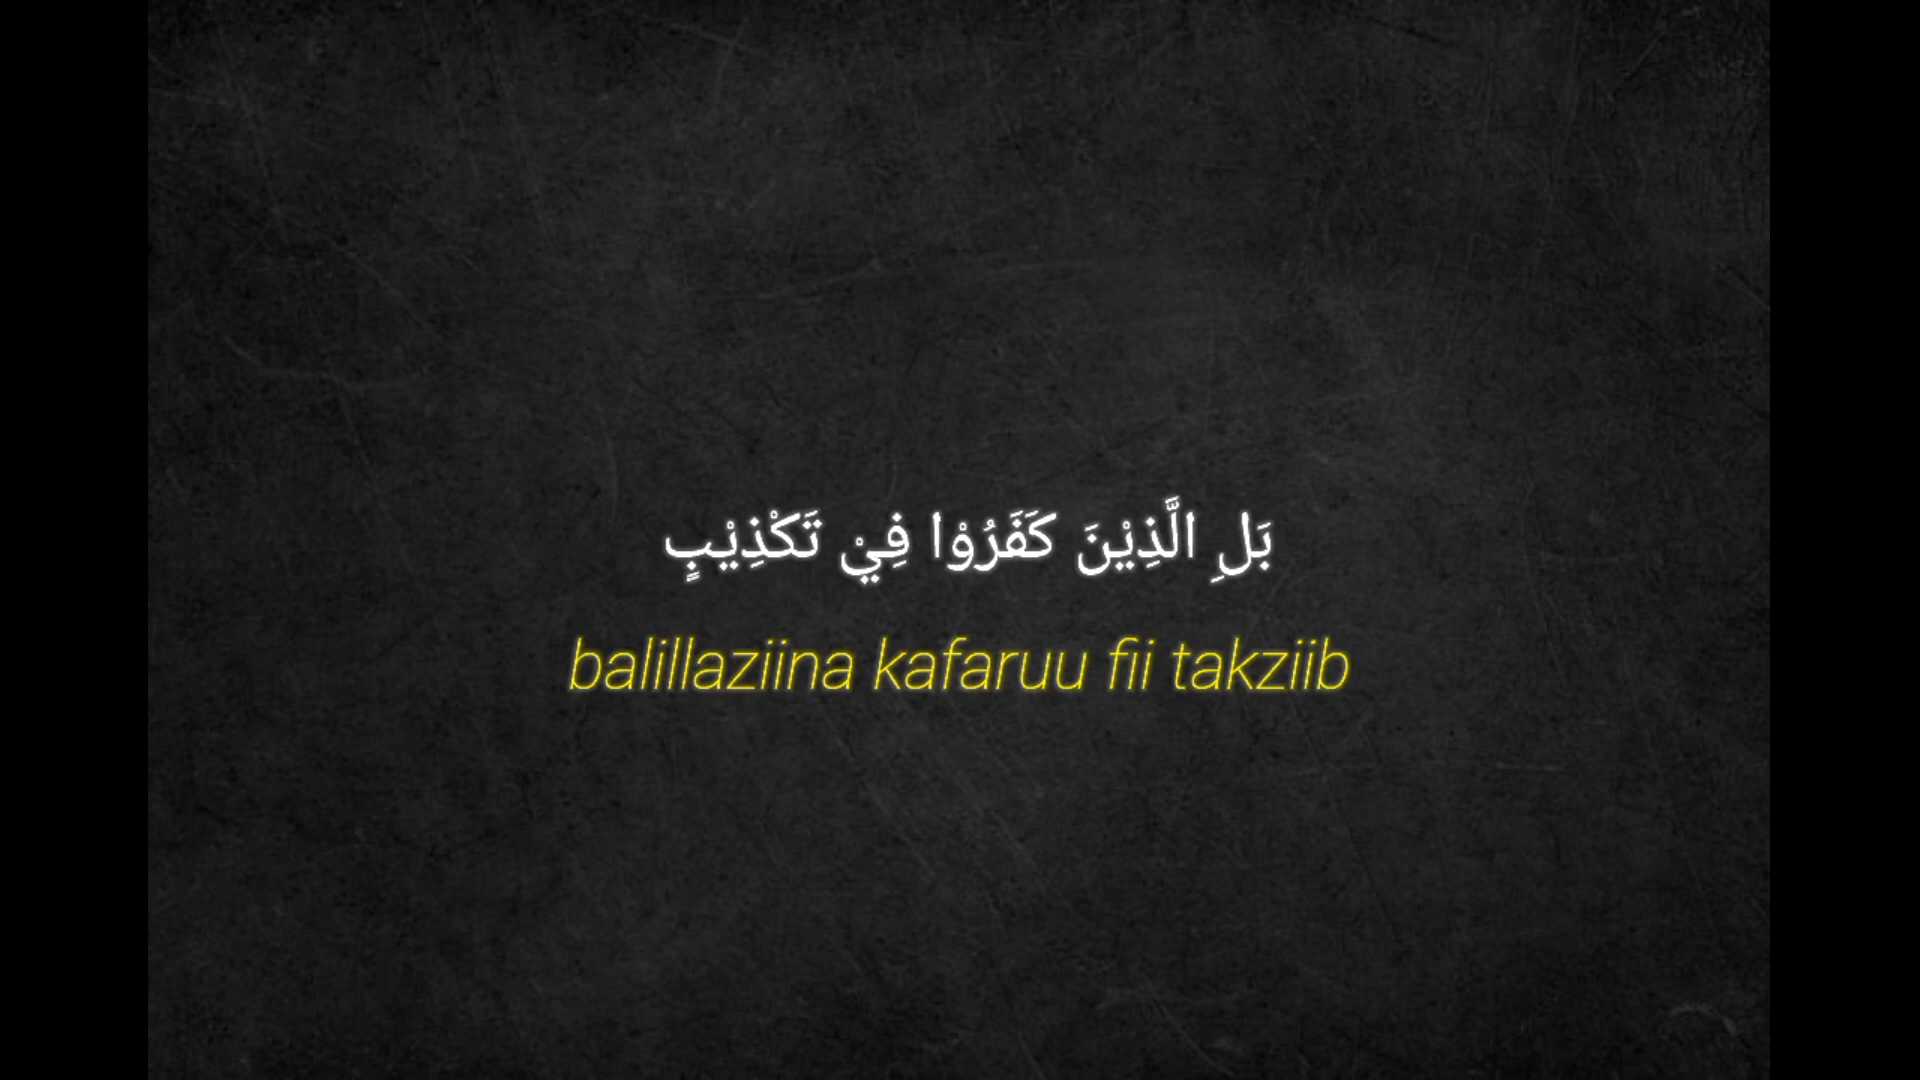 بَلِ الَّذِيْنَ كَفَرُوْا فِيْ تَكْذِيْبٍ
balillaziina kafaruu fii takziib